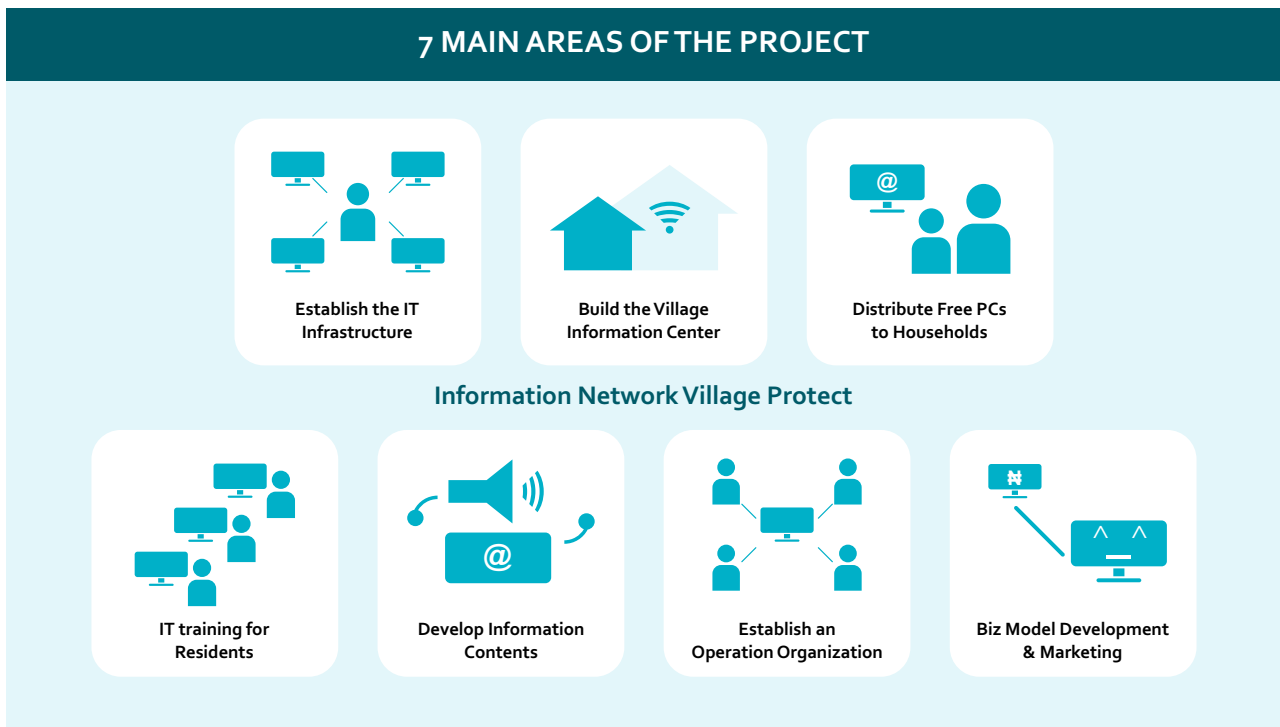 7 MAIN AREAS OF THE PROJECT
Establish the IT
Infrastructure
Build the Village
Information Center
@
Distribute Free PCs
to Households
Information Network Village Protect
IT training for
Residents
@
Develop Information
Contents
Establish an
Operation Organization
₦
Biz Model Development
& Marketing